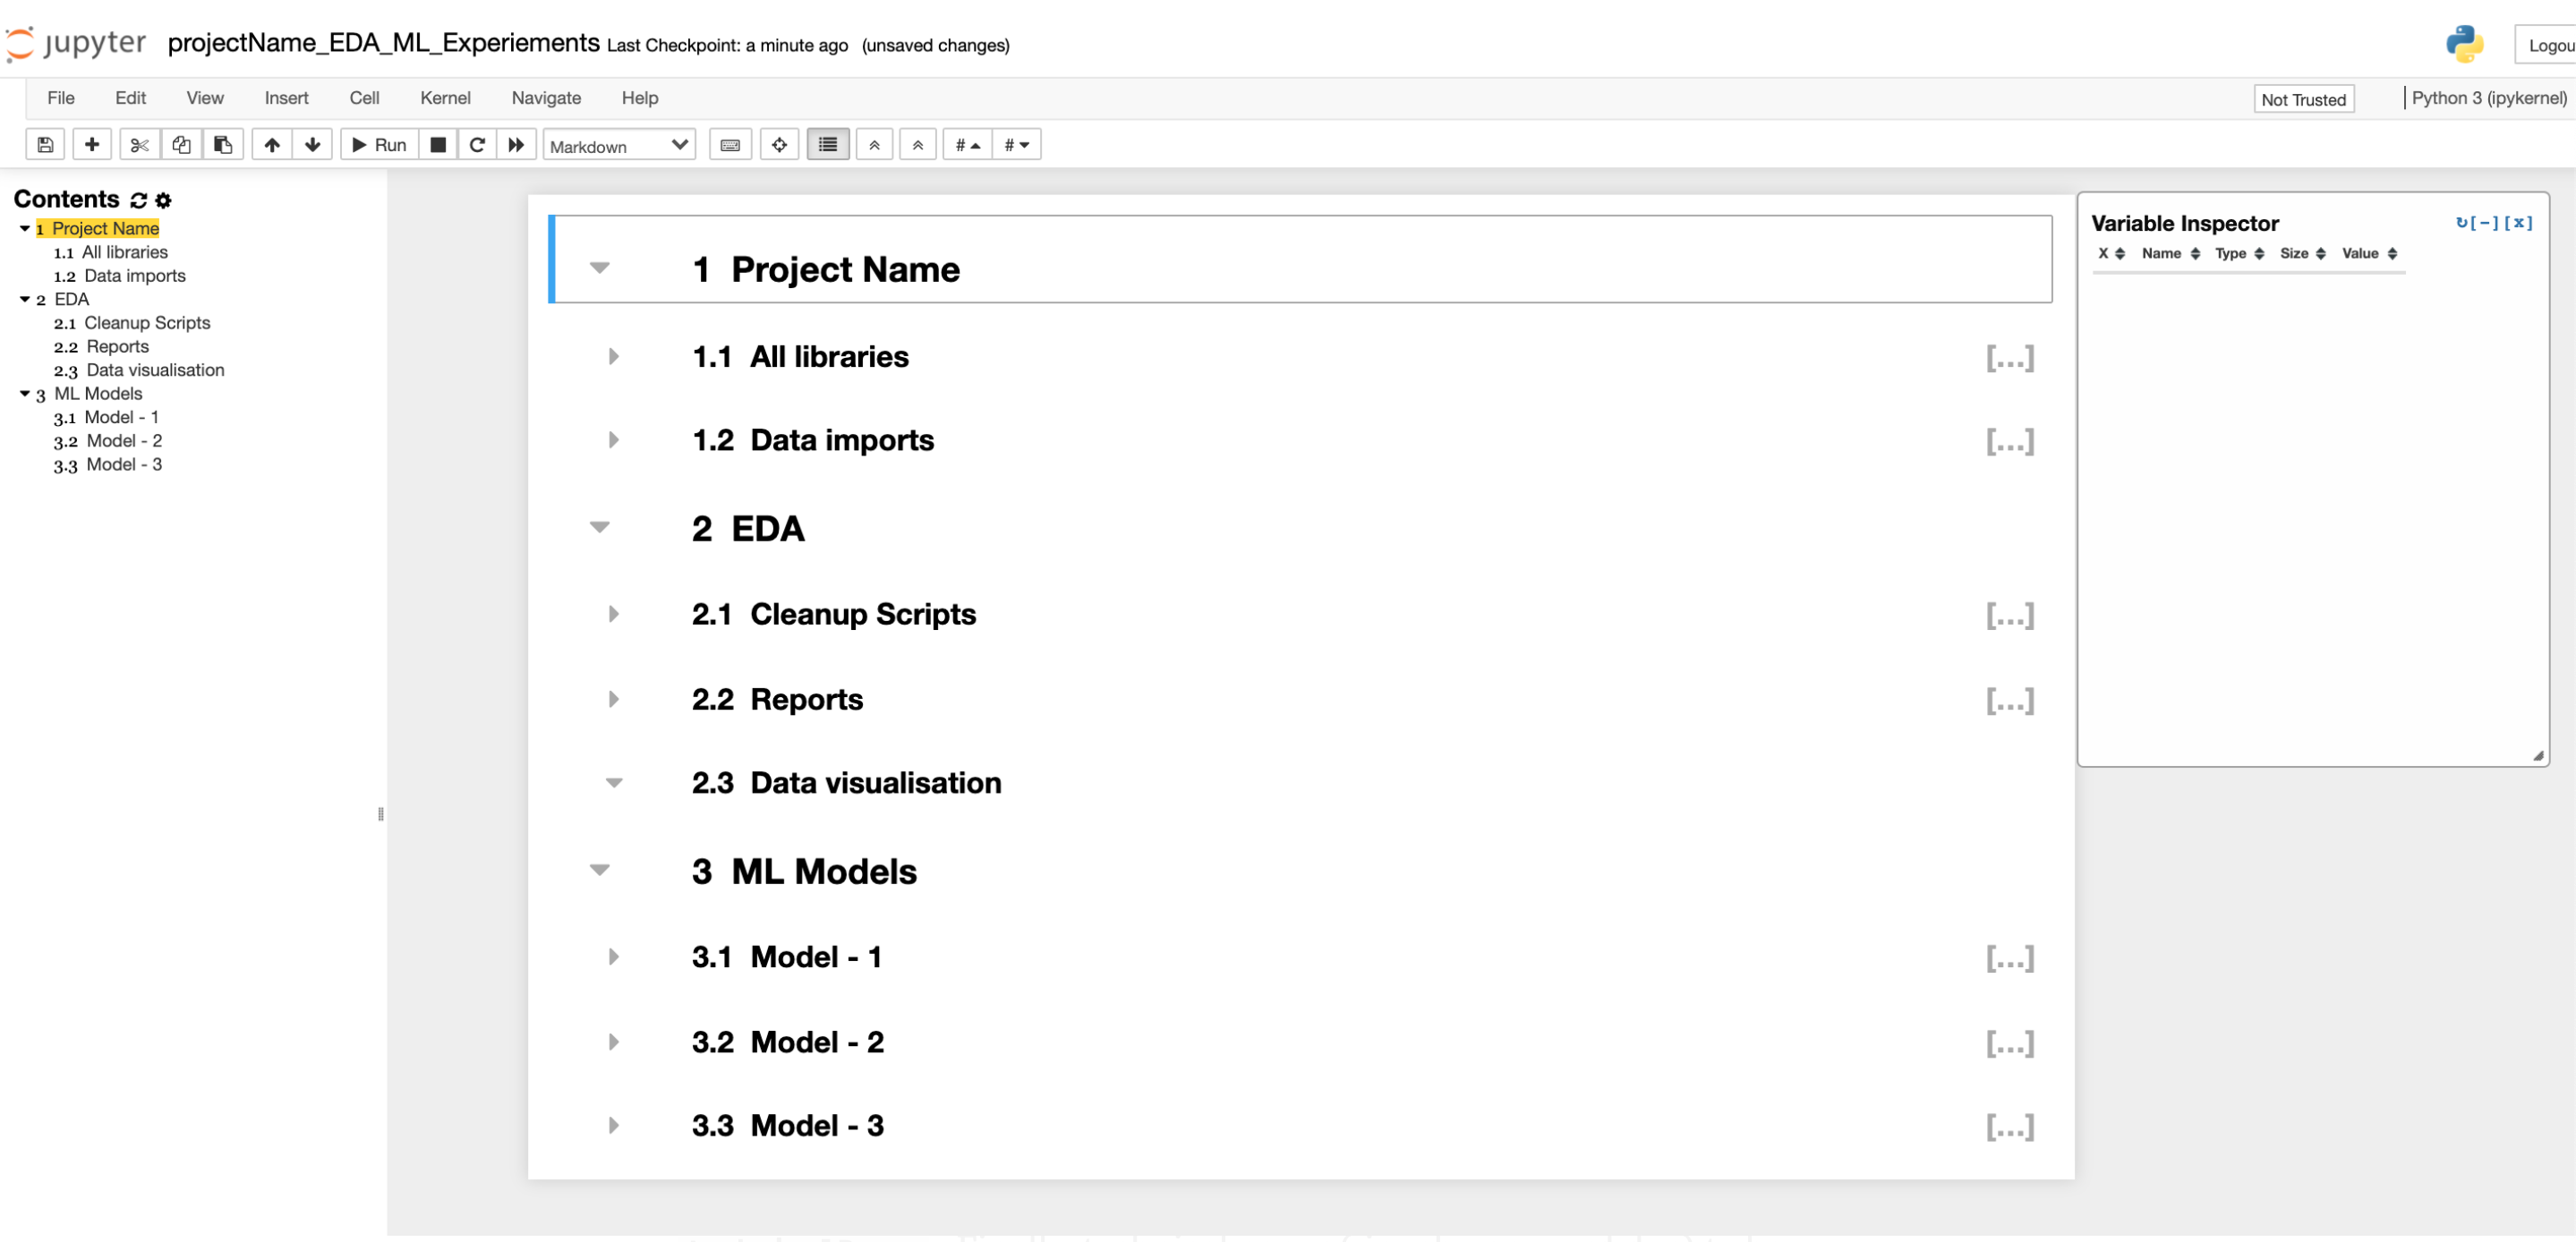 jupyter projectName_EDA_ML_Experiements Last Checkpoint: a minute ago (unsaved changes)
Logou
File Edit View Insert Cell Kernel Navigate Help
Not Trusted
Python 3 (ipykernel)
Run
Markdown
#
#
Contents
1 Project Name
1.1 All libraries
1.2 Data imports
2 EDA
2.1 Cleanup Scripts
2.2 Reports
2.3 Data visualisation
3 ML Models
3.1 Model - 1
3.2 Model - 2
3.3 Model - 3
1 Project Name
1.1 All libraries [...]
1.2 Data imports [...]
2 EDA
2.1 Cleanup Scripts [...]
2.2 Reports [...]
2.3 Data visualisation
3 ML Models
3.1 Model - 1 [...]
3.2 Model - 2 [...]
3.3 Model - 3 [...]
Variable Inspector ↻[-][x]
X Name Type Size Value